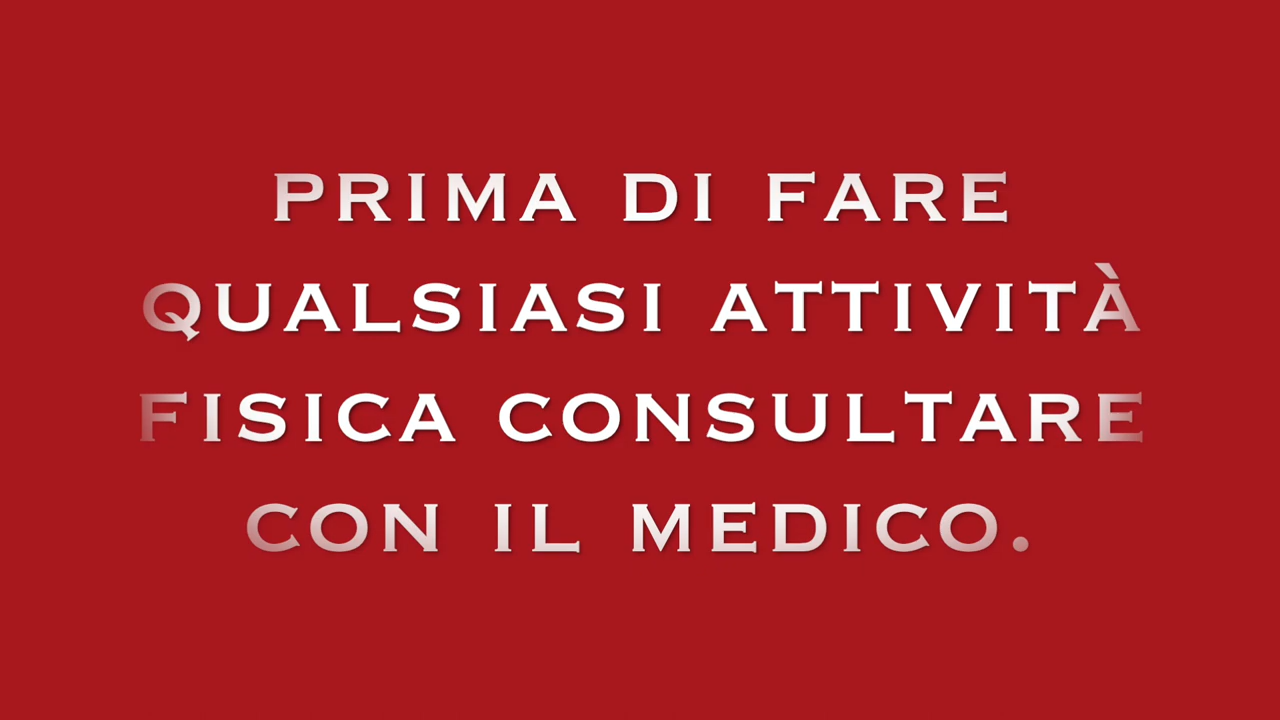 PRIMA DI FARE
QUALSIASI ATTIVITÀ
FISICA CONSULTARE
CON IL MEDICO.